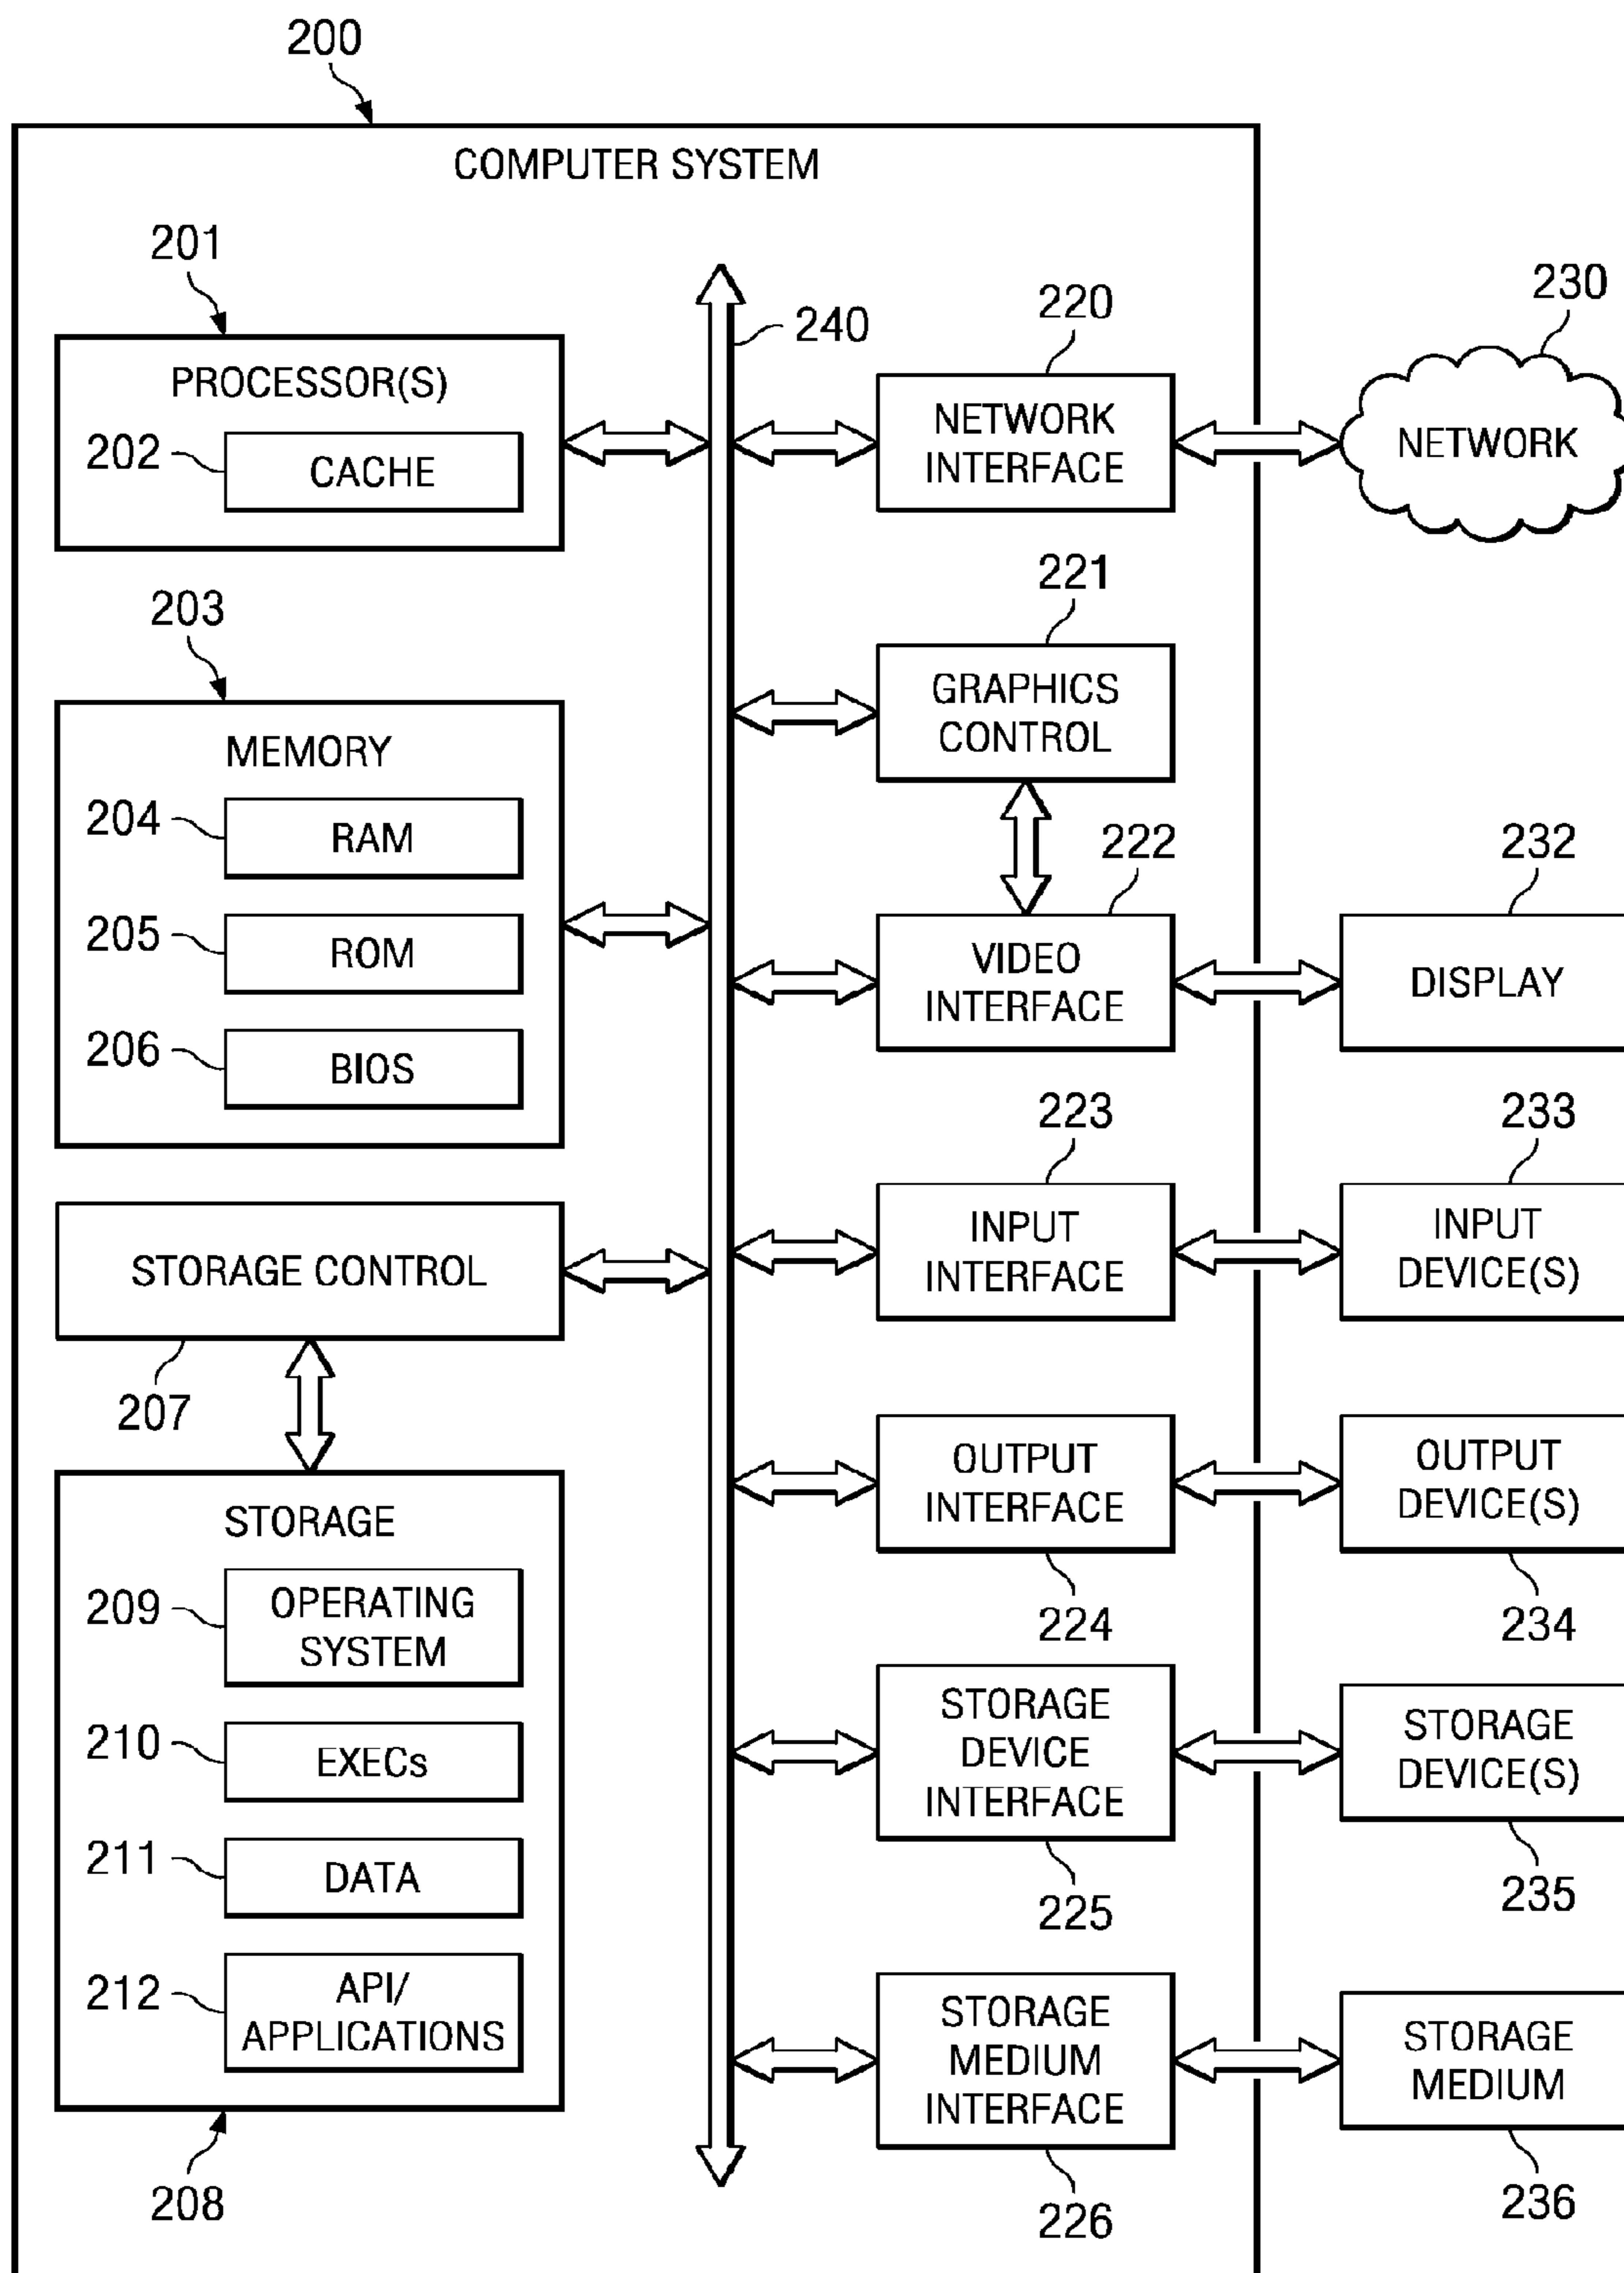 200
COMPUTER SYSTEM
201
PROCESSOR(S)
202
CACHE
203
MEMORY
204
RAM
205
ROM
206
BIOS
STORAGE CONTROL
207
STORAGE
209
OPERATING
SYSTEM
210
EXECs
211
DATA
212
API/
APPLICATIONS
208
240
220
NETWORK
INTERFACE
230
NETWORK
221
GRAPHICS
CONTROL
222
VIDEO
INTERFACE
232
DISPLAY
223
INPUT
INTERFACE
233
INPUT
DEVICE(S)
OUTPUT
INTERFACE
224
OUTPUT
DEVICE(S)
234
STORAGE
DEVICE
INTERFACE
225
STORAGE
DEVICE(S)
235
STORAGE
MEDIUM
INTERFACE
226
STORAGE
MEDIUM
236